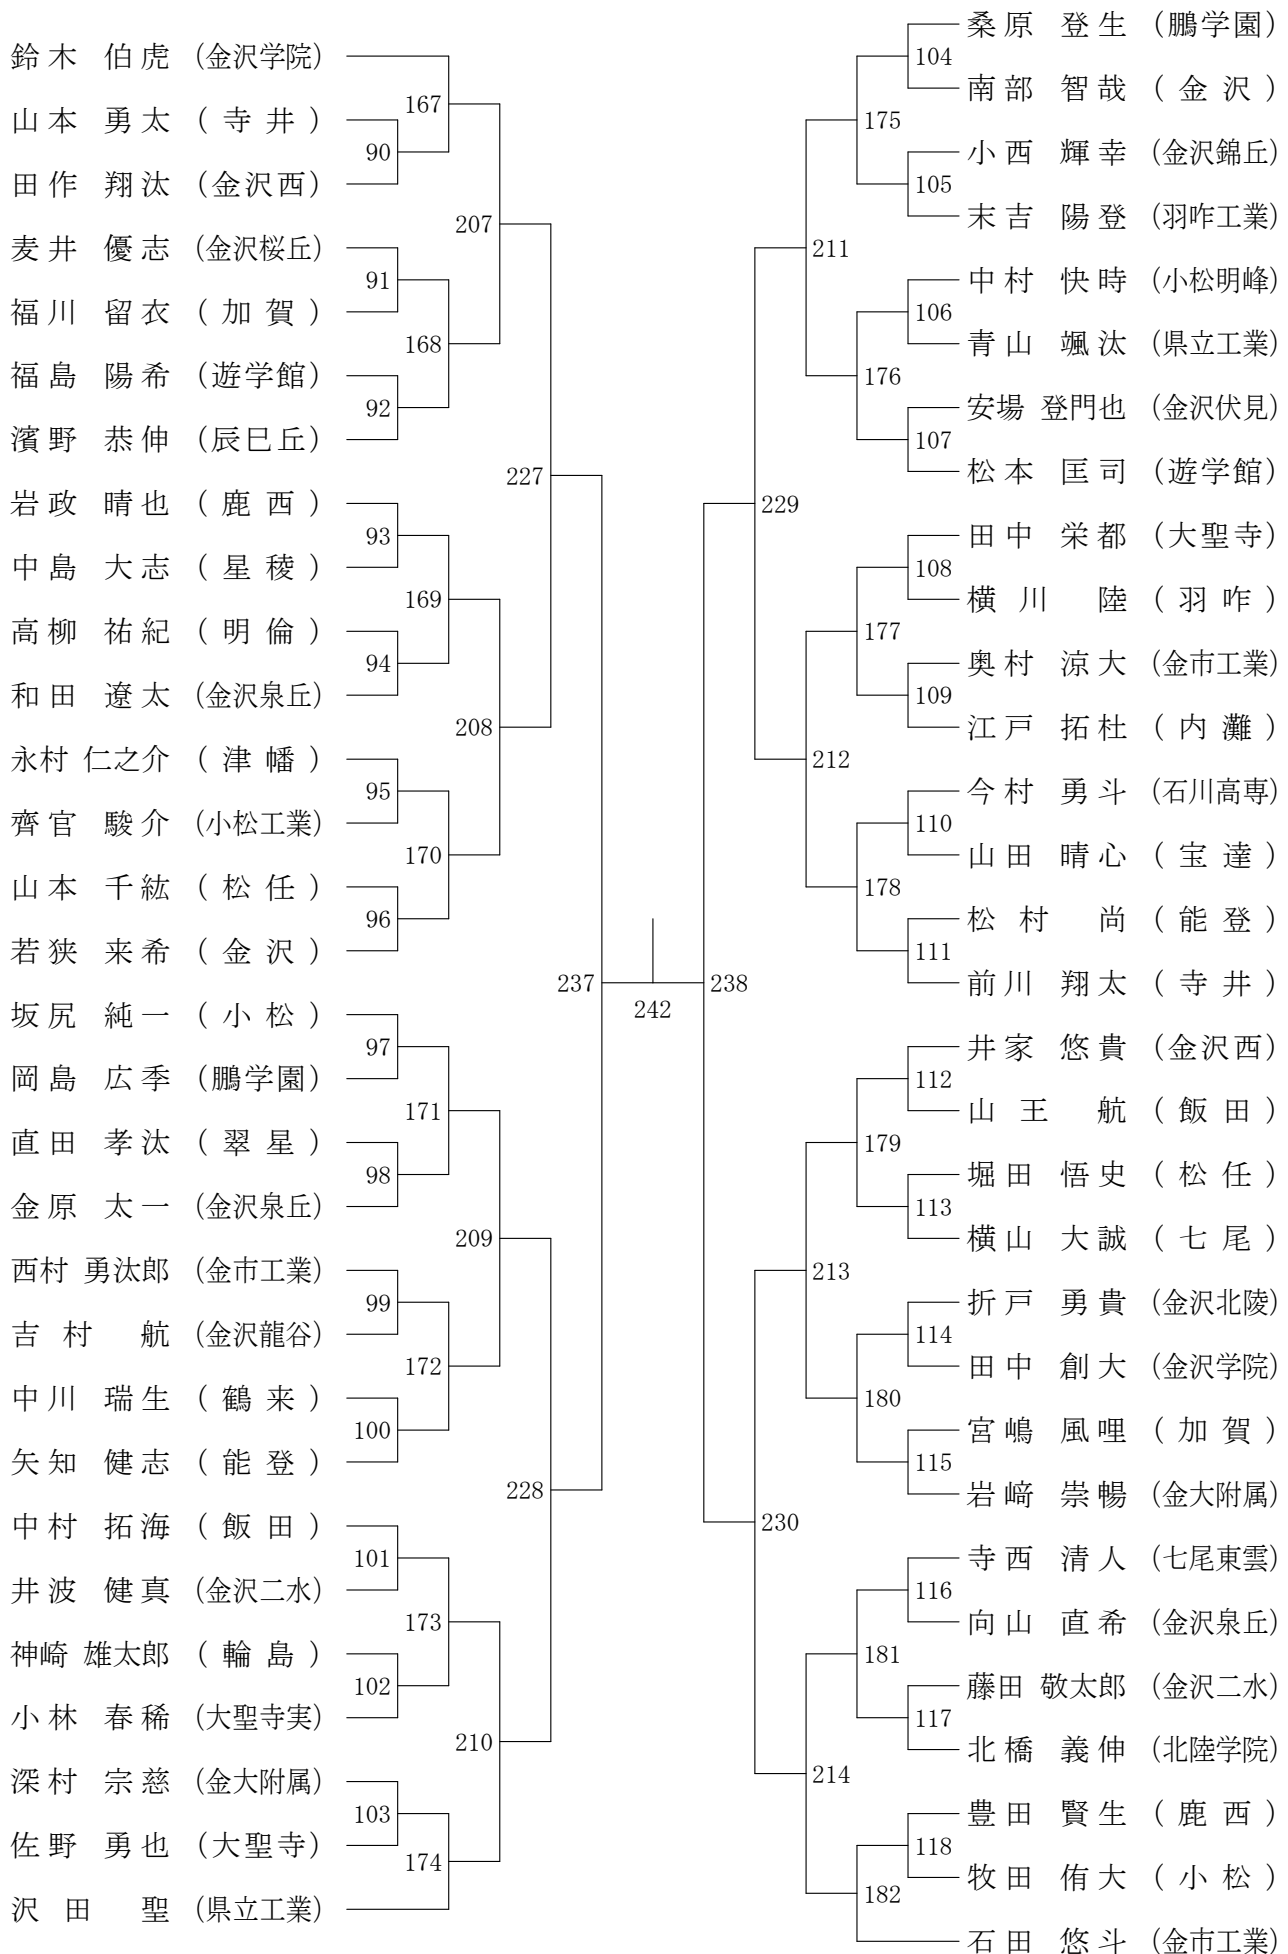 鈴木 伯虎 (金沢学院)
山本 勇太 (寺井)
田作 翔汰 (金沢西)
麦井 優志 (金沢桜丘)
福川 留衣 (加賀)
福島 陽希 (遊学館)
濱野 恭伸 (辰巳丘)
岩政 晴也 (鹿西)
中島 大志 (星稜)
高柳 祐紀 (明倫)
和田 遼太 (金沢泉丘)
永村 仁之介 (津幡)
齊官 駿介 (小松工業)
山本 千紘 (松任)
若狭 来希 (金沢)
坂尻 純一 (小松)
岡島 広季 (鵬学園)
直田 孝汰 (翠星)
金原 太一 (金沢泉丘)
西村 勇汰郎 (金市工業)
吉村 航 (金沢龍谷)
中川 瑞生 (鶴来)
矢知 健志 (能登)
中村 拓海 (飯田)
井波 健真 (金沢二水)
神崎 雄太郎 (輪島)
小林 春稀 (大聖寺実)
深村 宗慈 (金大附属)
佐野 勇也 (大聖寺)
沢田 聖 (県立工業)
90
91
92
93
94
95
96
97
98
99
100
101
102
103
167
168
169
170
171
172
173
174
207
208
209
210
227
228
237
242
238
229
230
211
212
213
214
175
176
177
178
179
180
181
182
104
105
106
107
108
109
110
111
112
113
114
115
116
117
118
桑原 登生 (鵬学園)
南部 智哉 (金沢)
小西 輝幸 (金沢錦丘)
末吉 陽登 (羽咋工業)
中村 快時 (小松明峰)
青山 颯汰 (県立工業)
安場 登門也 (金沢伏見)
松本 匡司 (遊学館)
田中 栄都 (大聖寺)
横川 陸 (羽咋)
奥村 涼大 (金市工業)
江戸 拓杜 (内灘)
今村 勇斗 (石川高専)
山田 晴心 (宝達)
松村 尚 (能登)
前川 翔太 (寺井)
井家 悠貴 (金沢西)
山王 航 (飯田)
堀田 悟史 (松任)
横山 大誠 (七尾)
折戸 勇貴 (金沢北陵)
田中 創大 (金沢学院)
宮嶋 風哩 (加賀)
岩﨑 崇暢 (金大附属)
寺西 清人 (七尾東雲)
向山 直希 (金沢泉丘)
藤田 敬太郎 (金沢二水)
北橋 義伸 (北陸学院)
豊田 賢生 (鹿西)
牧田 侑大 (小松)
石田 悠斗 (金市工業)